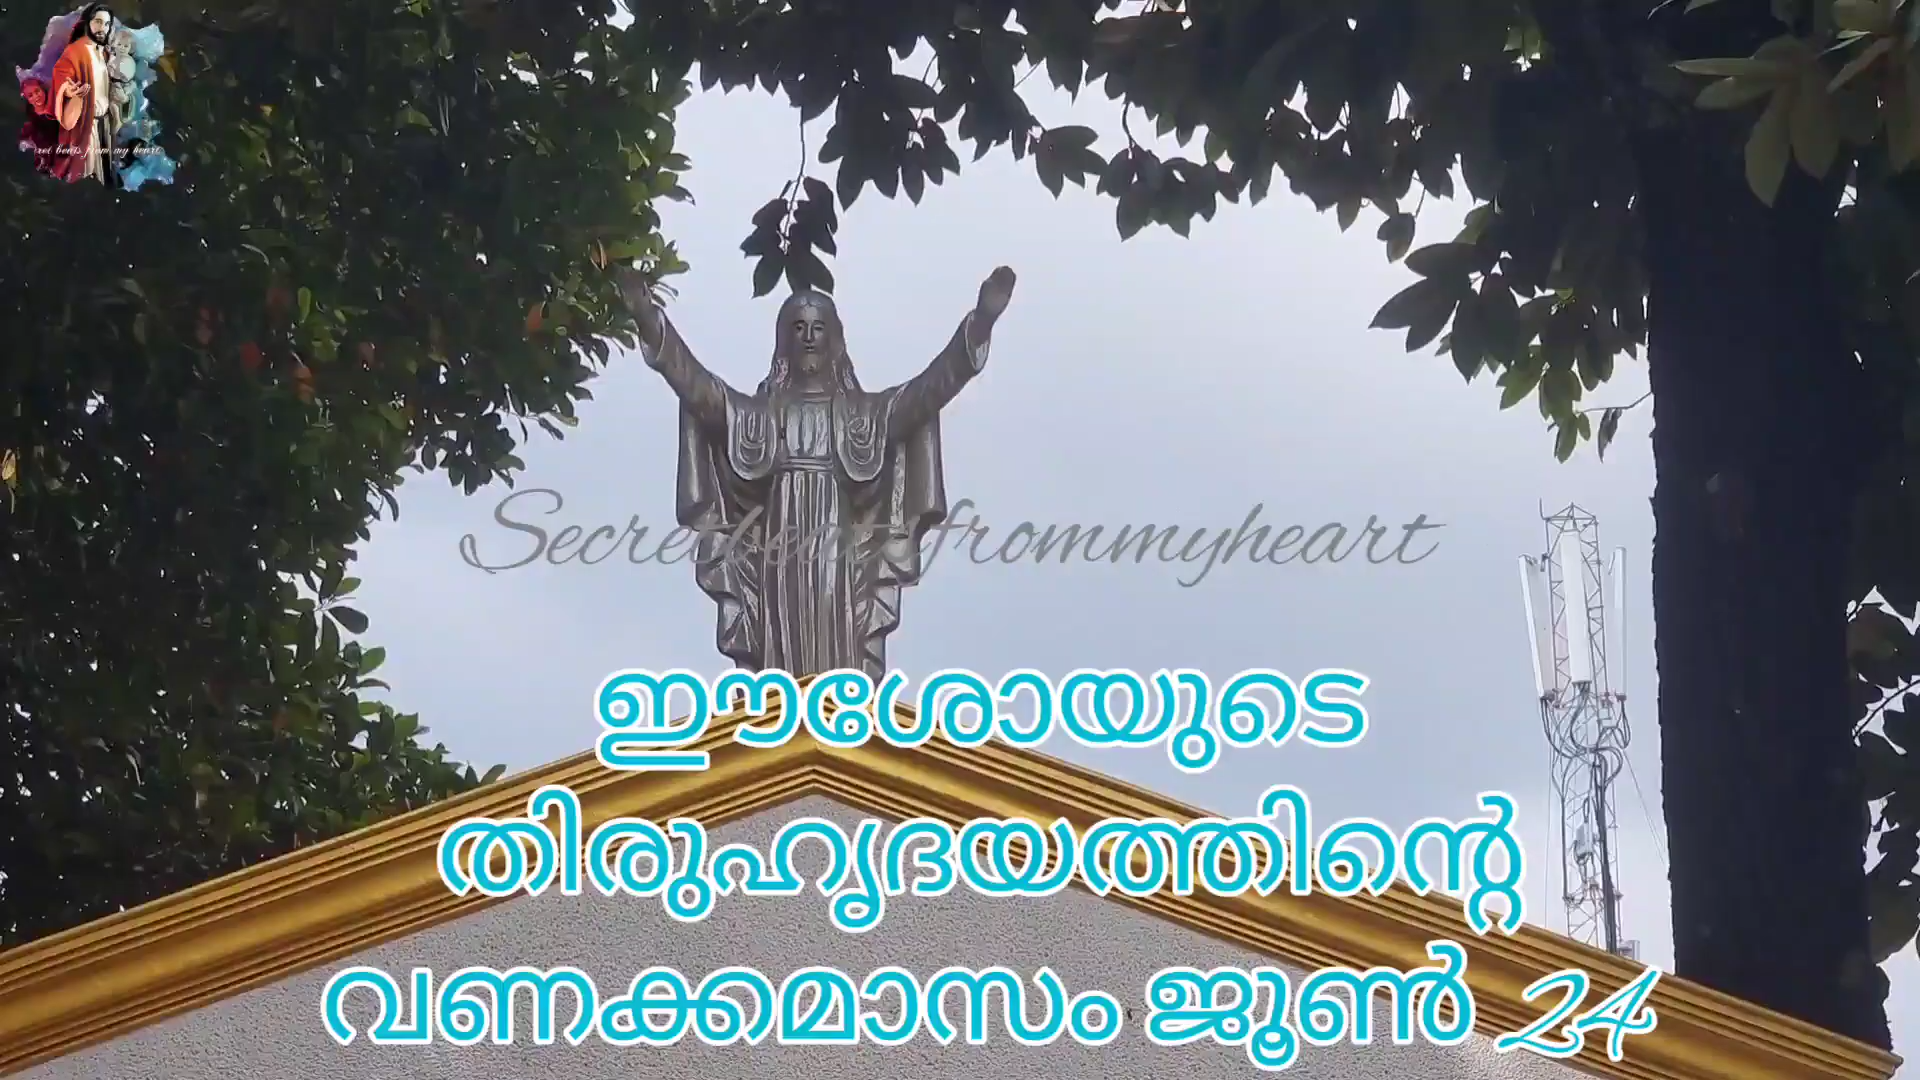 Secretbeatsfrommyheart
ഈശോയുടെ
തിരുഹൃദയത്തിന്റെ
വണക്കമാസം ജൂൺ 24